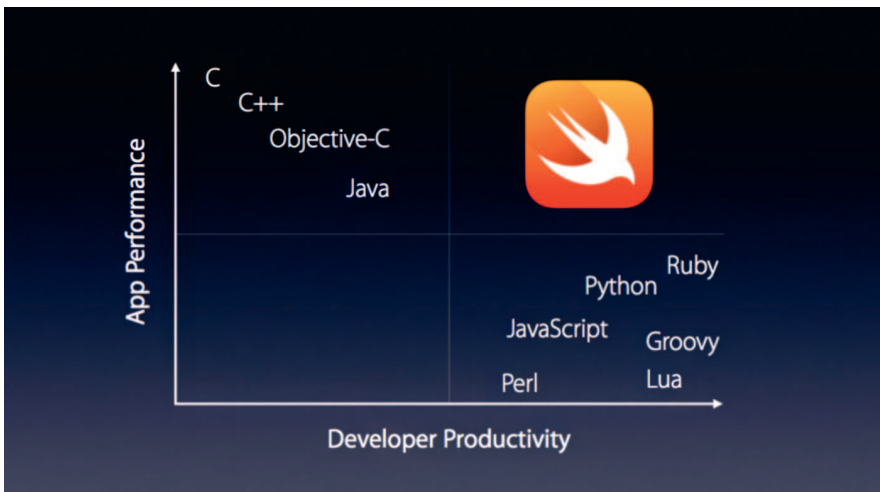 C
C++
Objective-C
Java
App Performance
Ruby
Python
JavaScript
Groovy
Perl
Lua
Developer Productivity